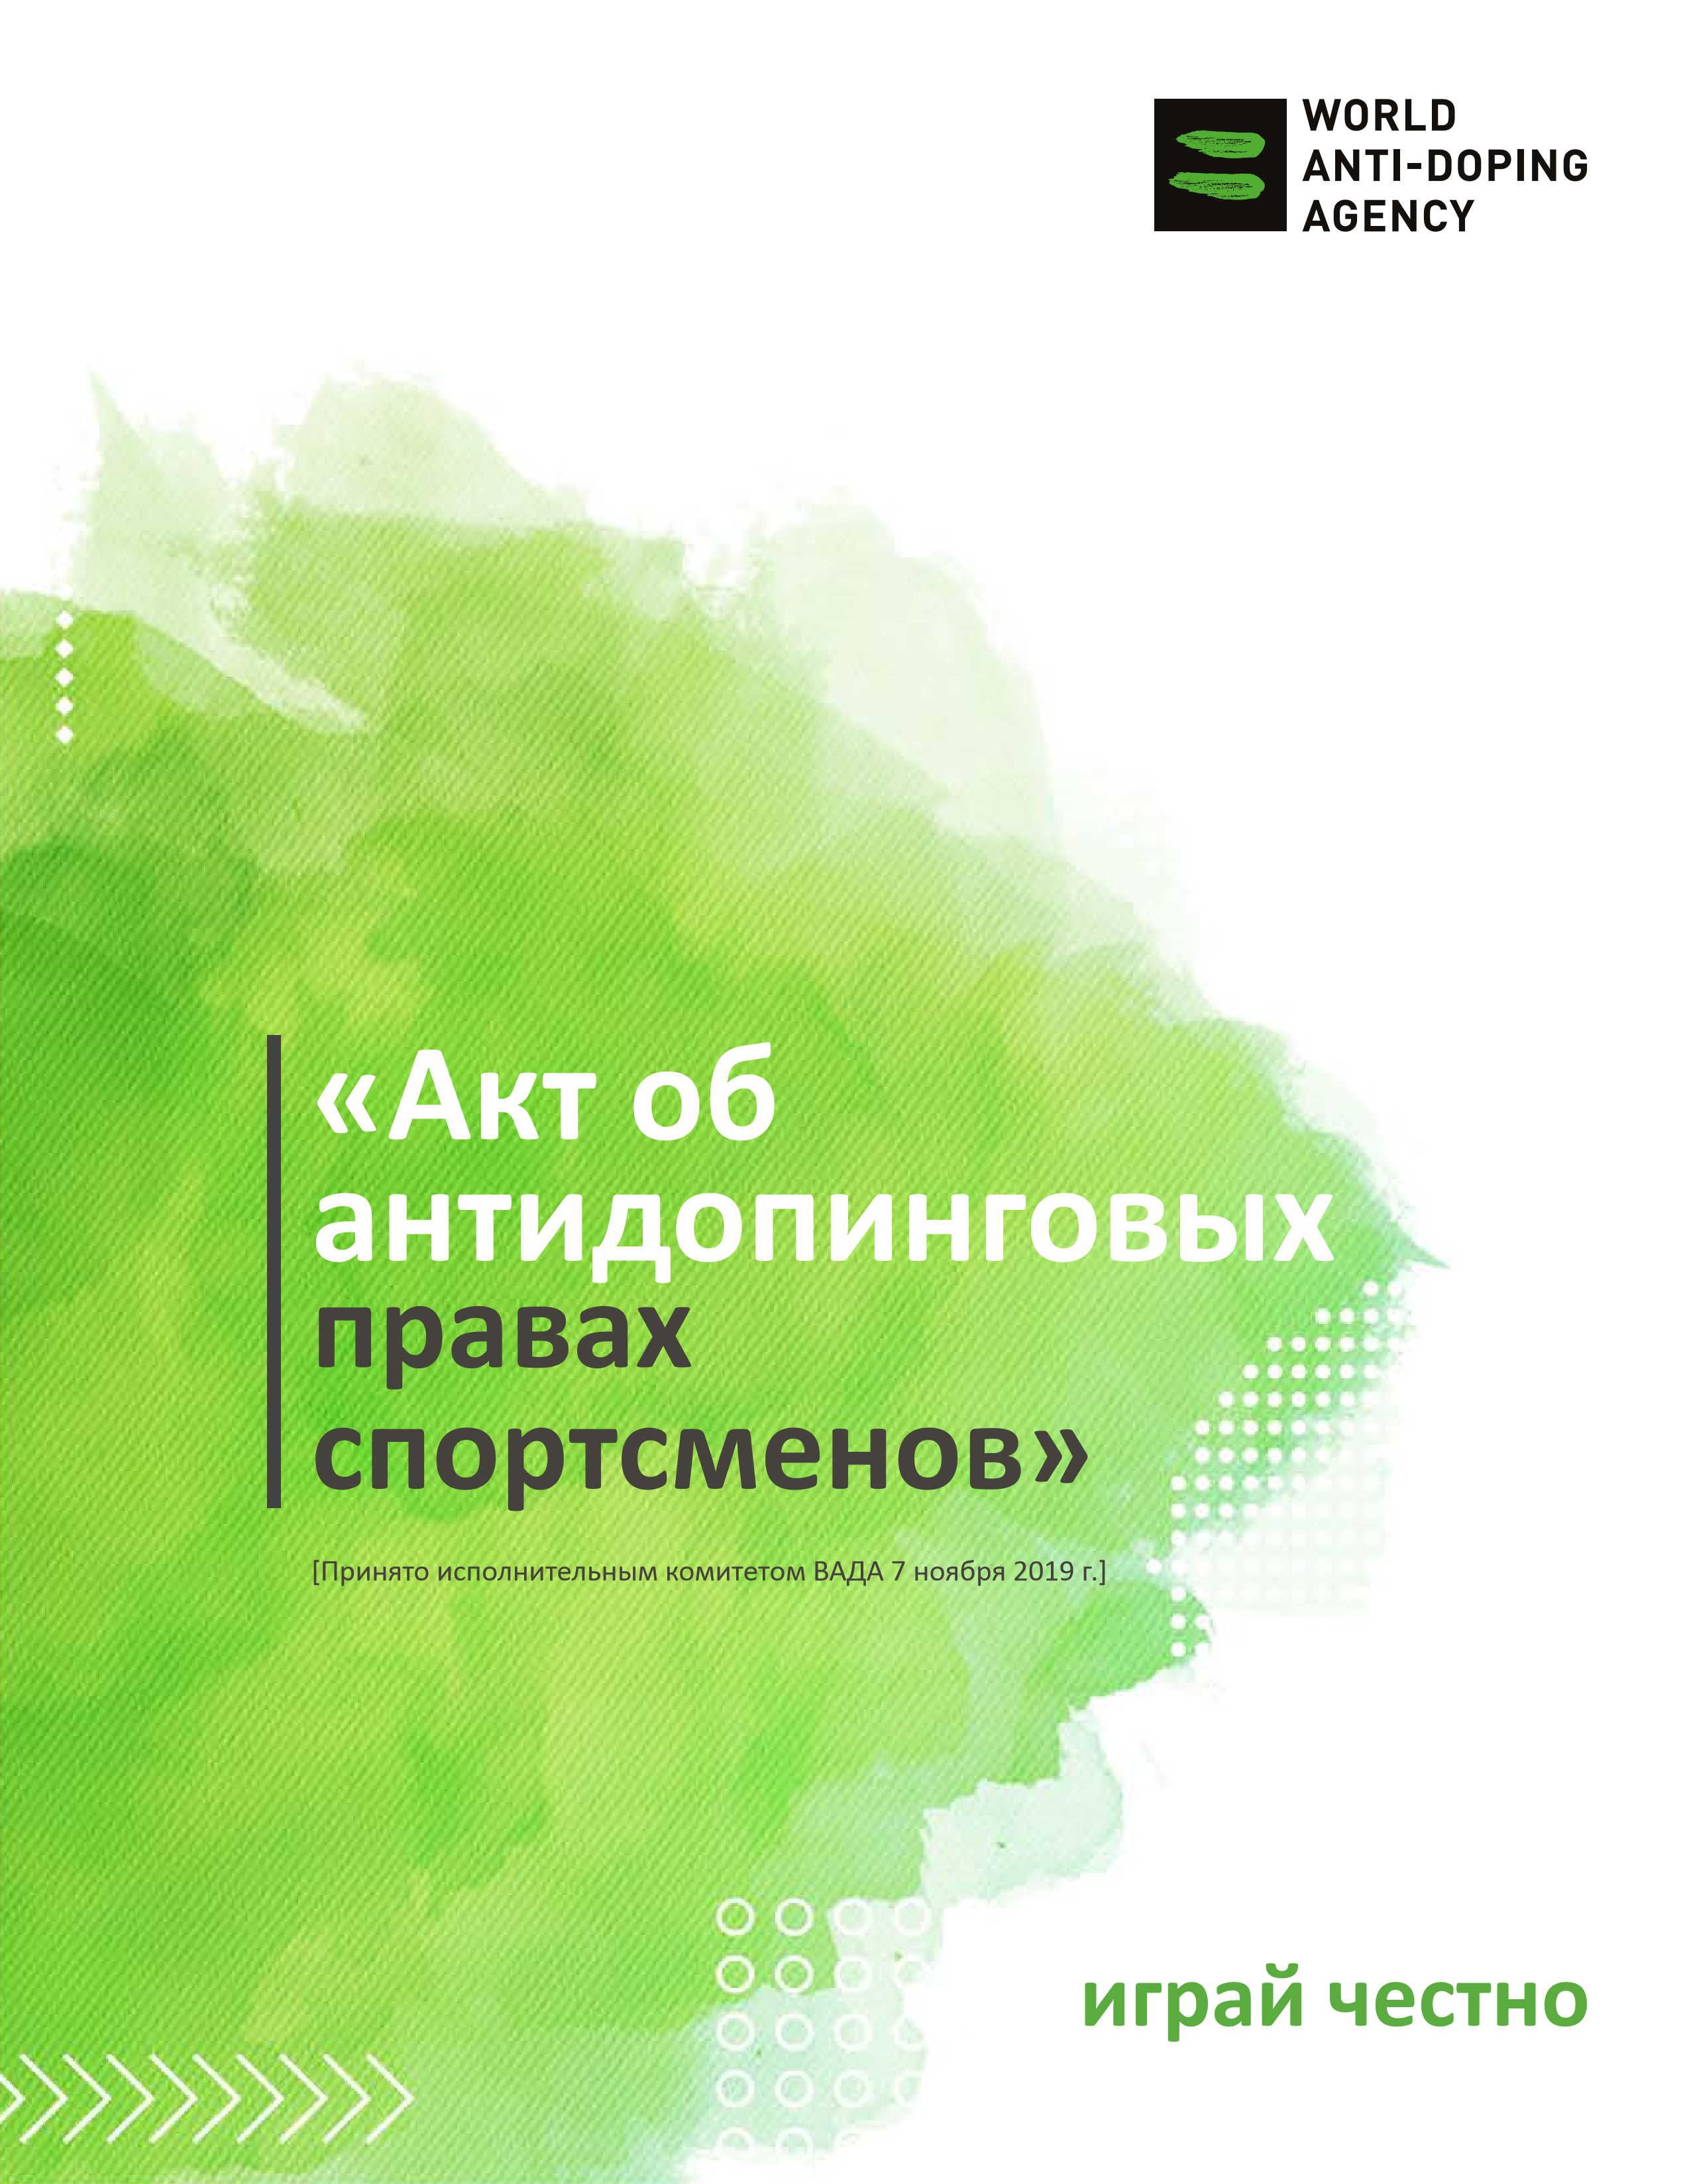 WORLD
ANTI-DOPING
AGENCY
«Акт об
антидопинговых
правах
спортсменов»
[Принято исполнительным комитетом ВАДА 7 ноября 2019 г.]
играй честно